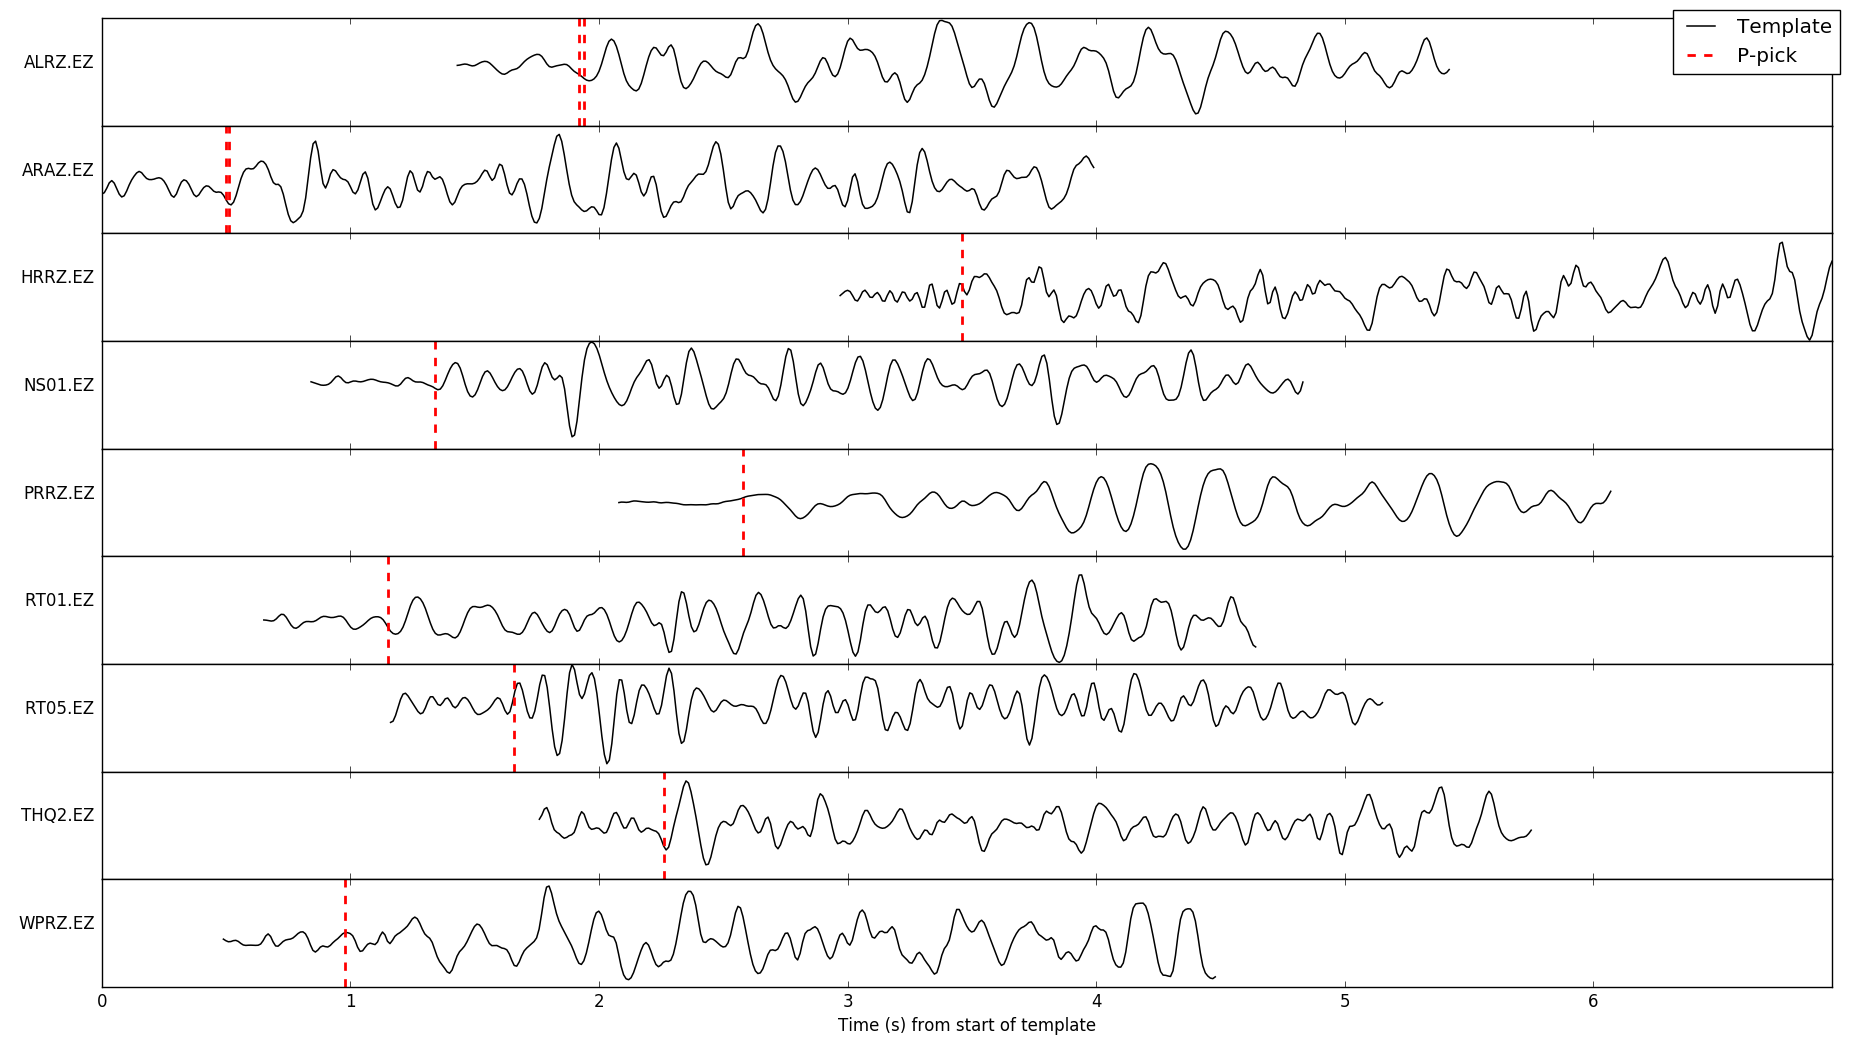 Template
P-pick
ALRZ.EZ
ARAZ.EZ
HRRZ.EZ
NS01.EZ
PRRZ.EZ
RT01.EZ
RT05.EZ
THQ2.EZ
WPRZ.EZ
0 1 2 3 4 5 6
Time (s) from start of template